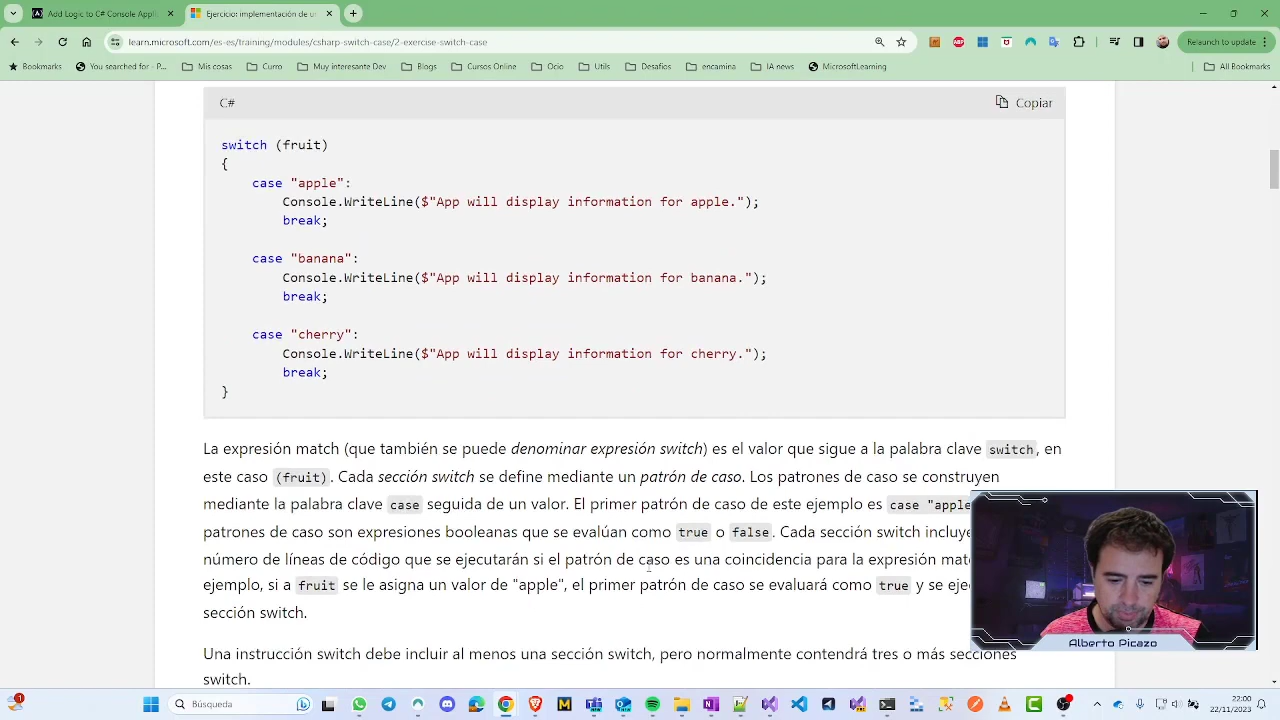 Add Logic to C# Console Appli
Ejercicio: implementación de u
learn.microsoft.com/es-es/training/modules/csharp-switch-case/2-exercise-switch-case
Relaunch to update
Bookmarks
You searched for - P...
Mis cosas
Curro
Muy interesante Dev
Blogs
Cursos Online
Ocio
Utils
Desafios
encamina
IA news
MicrosoftLearning
All Bookmarks
C#
Copiar
switch (fruit)
{
case "apple":
Console.WriteLine($"App will display information for apple.");
break;
case "banana":
Console.WriteLine($"App will display information for banana.");
break;
case "cherry":
Console.WriteLine($"App will display information for cherry.");
break;
}
La expresión match (que también se puede denominar expresión switch) es el valor que sigue a la palabra clave switch, en
este caso (fruit). Cada sección switch se define mediante un patrón de caso. Los patrones de caso se construyen
mediante la palabra clave case seguida de un valor. El primer patrón de caso de este ejemplo es case "apple
patrones de caso son expresiones booleanas que se evalúan como true o false. Cada sección switch incluye
número de líneas de código que se ejecutarán si el patrón de caso es una coincidencia para la expresión mat
ejemplo, si a fruit se le asigna un valor de "apple", el primer patrón de caso se evaluará como true y se eje
sección switch.
Una instrucción switch debe incluir al menos una sección switch, pero normalmente contendrá tres o más secciones
switch.
Alberto Picazo
Búsqueda
22:00
22/11/2023